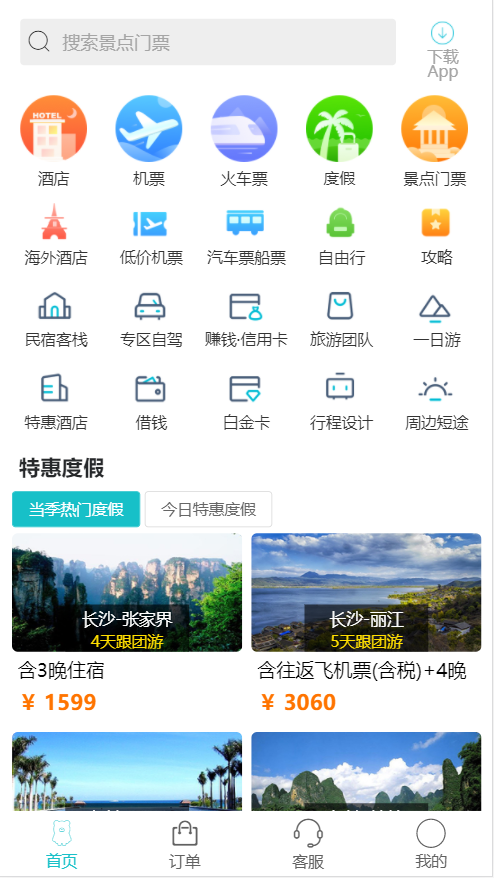 搜索景点门票
下载
App
HOTEL
酒店
机票
火车票
度假
景点门票
海外酒店
低价机票
汽车票船票
自由行
攻略
民宿客栈
专区自驾
赚钱·信用卡
旅游团队
一日游
特惠酒店
借钱
白金卡
行程设计
周边短途
特惠度假
当季热门度假
今日特惠度假
长沙-张家界
4天跟团游
长沙-丽江
5天跟团游
含3晚住宿
含往返飞机票(含税)+4晚
¥ 1599
¥ 3060
首页
订单
客服
我的